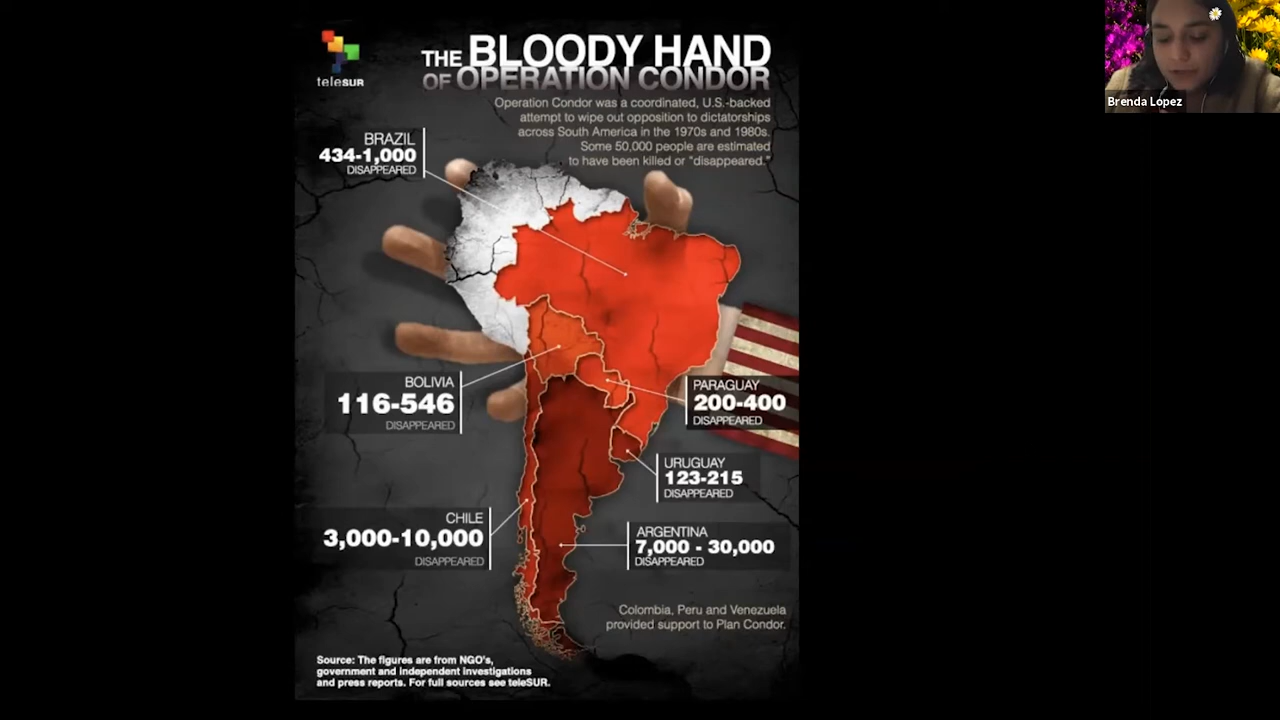 teleSUR
THE BLOODY HAND
OF OPERATION CONDOR
Operation Condor was a coordinated, U.S.-backed
attempt to wipe out opposition to dictatorships
across South America in the 1970s and 1980s.
Some 50,000 people are estimated
to have been killed or "disappeared."
BRAZIL
434-1,000
DISAPPEARED
BOLIVIA
116-546
DISAPPEARED
PARAGUAY
200-400
DISAPPEARED
URUGUAY
123-215
DISAPPEARED
CHILE
3,000-10,000
DISAPPEARED
ARGENTINA
7,000 - 30,000
DISAPPEARED
Colombia, Peru and Venezuela
provided support to Plan Condor.
Source: The figures are from NGO's,
government and independent investigations
and press reports. For full sources see teleSUR.
Brenda Lopez